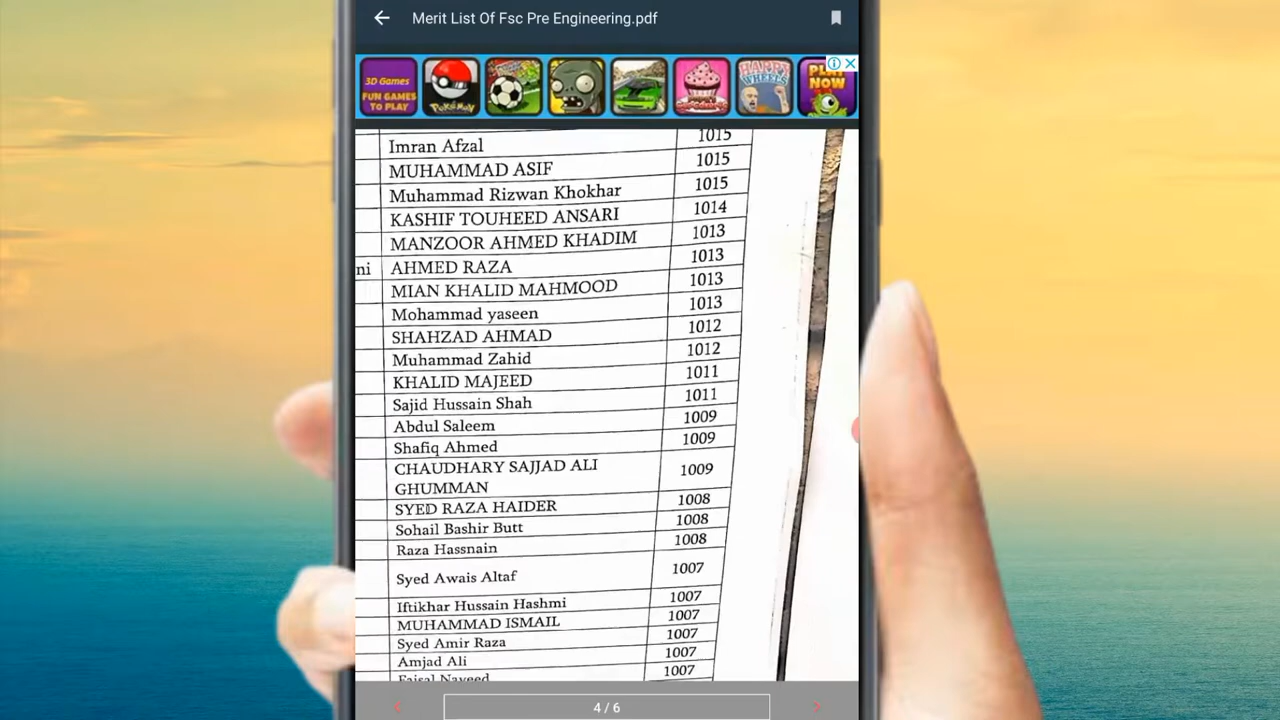 Merit List Of Fsc Pre Engineering.pdf
3D Games
FUN GAMES
TO PLAY
POKéMON
HAPPY
WHEELS
PLAY
NOW
Imran Afzal 1015
MUHAMMAD ASIF 1015
Muhammad Rizwan Khokhar 1015
KASHIF TOUHEED ANSARI 1014
MANZOOR AHMED KHADIM 1013
ni AHMED RAZA 1013
MIAN KHALID MAHMOOD 1013
Mohammad yaseen 1013
SHAHZAD AHMAD 1012
Muhammad Zahid 1012
KHALID MAJEED 1011
Sajid Hussain Shah 1011
Abdul Saleem 1009
Shafiq Ahmed 1009
CHAUDHARY SAJJAD ALI
GHUMMAN 1009
SYED RAZA HAIDER 1008
Sohail Bashir Butt 1008
Raza Hassnain 1008
Syed Awais Altaf 1007
Iftikhar Hussain Hashmi 1007
MUHAMMAD ISMAIL 1007
Syed Amir Raza 1007
Amjad Ali 1007
Faisal Naveed 1007
4 / 6